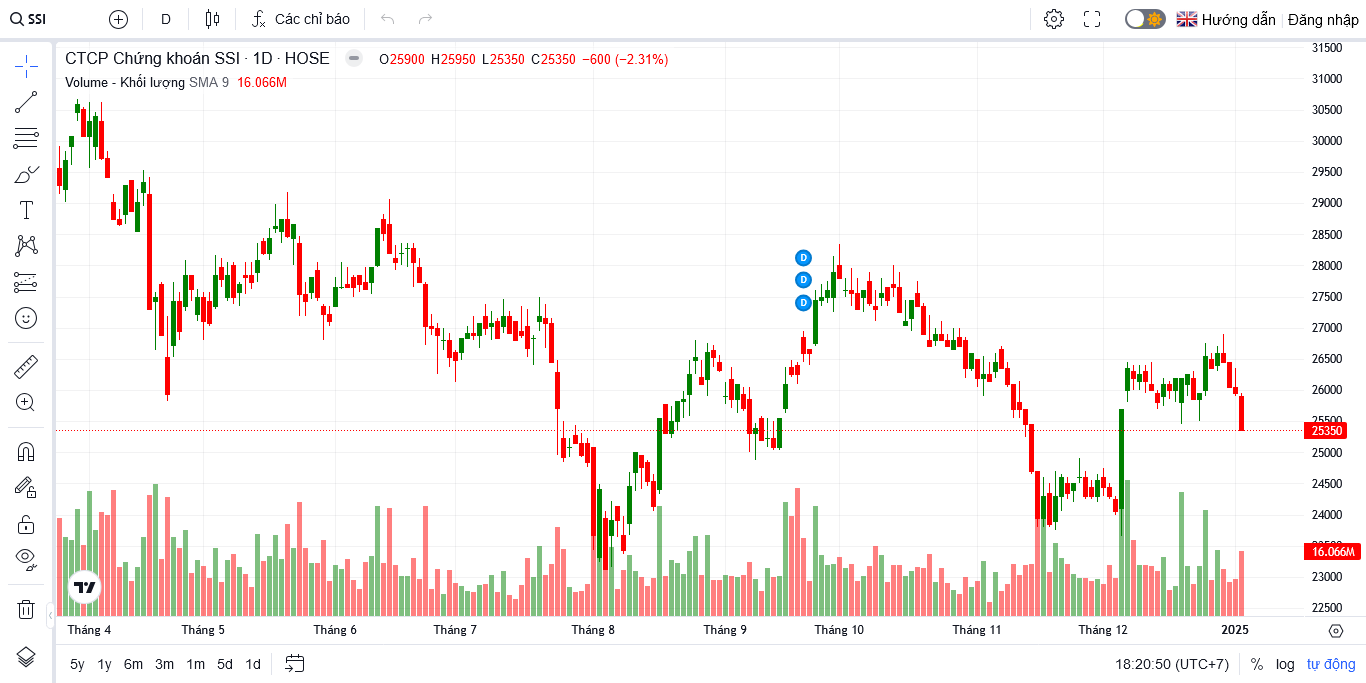 SSI D Các chỉ báo Hướng dẫn Đăng nhập
CTCP Chứng khoán SSI · 1D · HOSE O25900 H25950 L25350 C25350 −600 (−2.31%)
Volume - Khối lượng SMA 9 16.066M
31500
31000
30500
30000
29500
29000
28500
28000
D
D
D
27500
27000
26500
26000
25500
25350
25000
24500
24000
16.066M
23000
22500
Tháng 4 Tháng 5 Tháng 6 Tháng 7 Tháng 8 Tháng 9 Tháng 10 Tháng 11 Tháng 12 2025
5y 1y 6m 3m 1m 5d 1d 18:20:50 (UTC+7) % log tự động